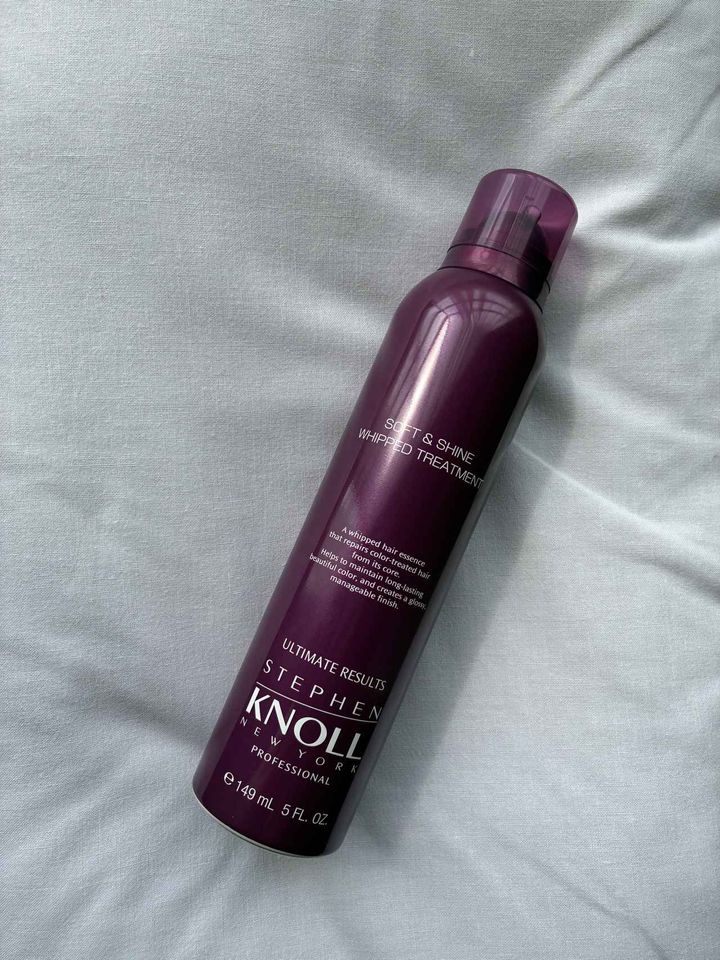 SOFT & SHINE
WHIPPED TREATMENT
A whipped hair essence
that repairs color-treated hair
from its core.
Helps to maintain long-lasting
beautiful color, and creates a glossy,
manageable finish.
ULTIMATE RESULTS
STEPHEN
KNOLL
NEW YORK
PROFESSIONAL
℮149 mL 5 FL. OZ.